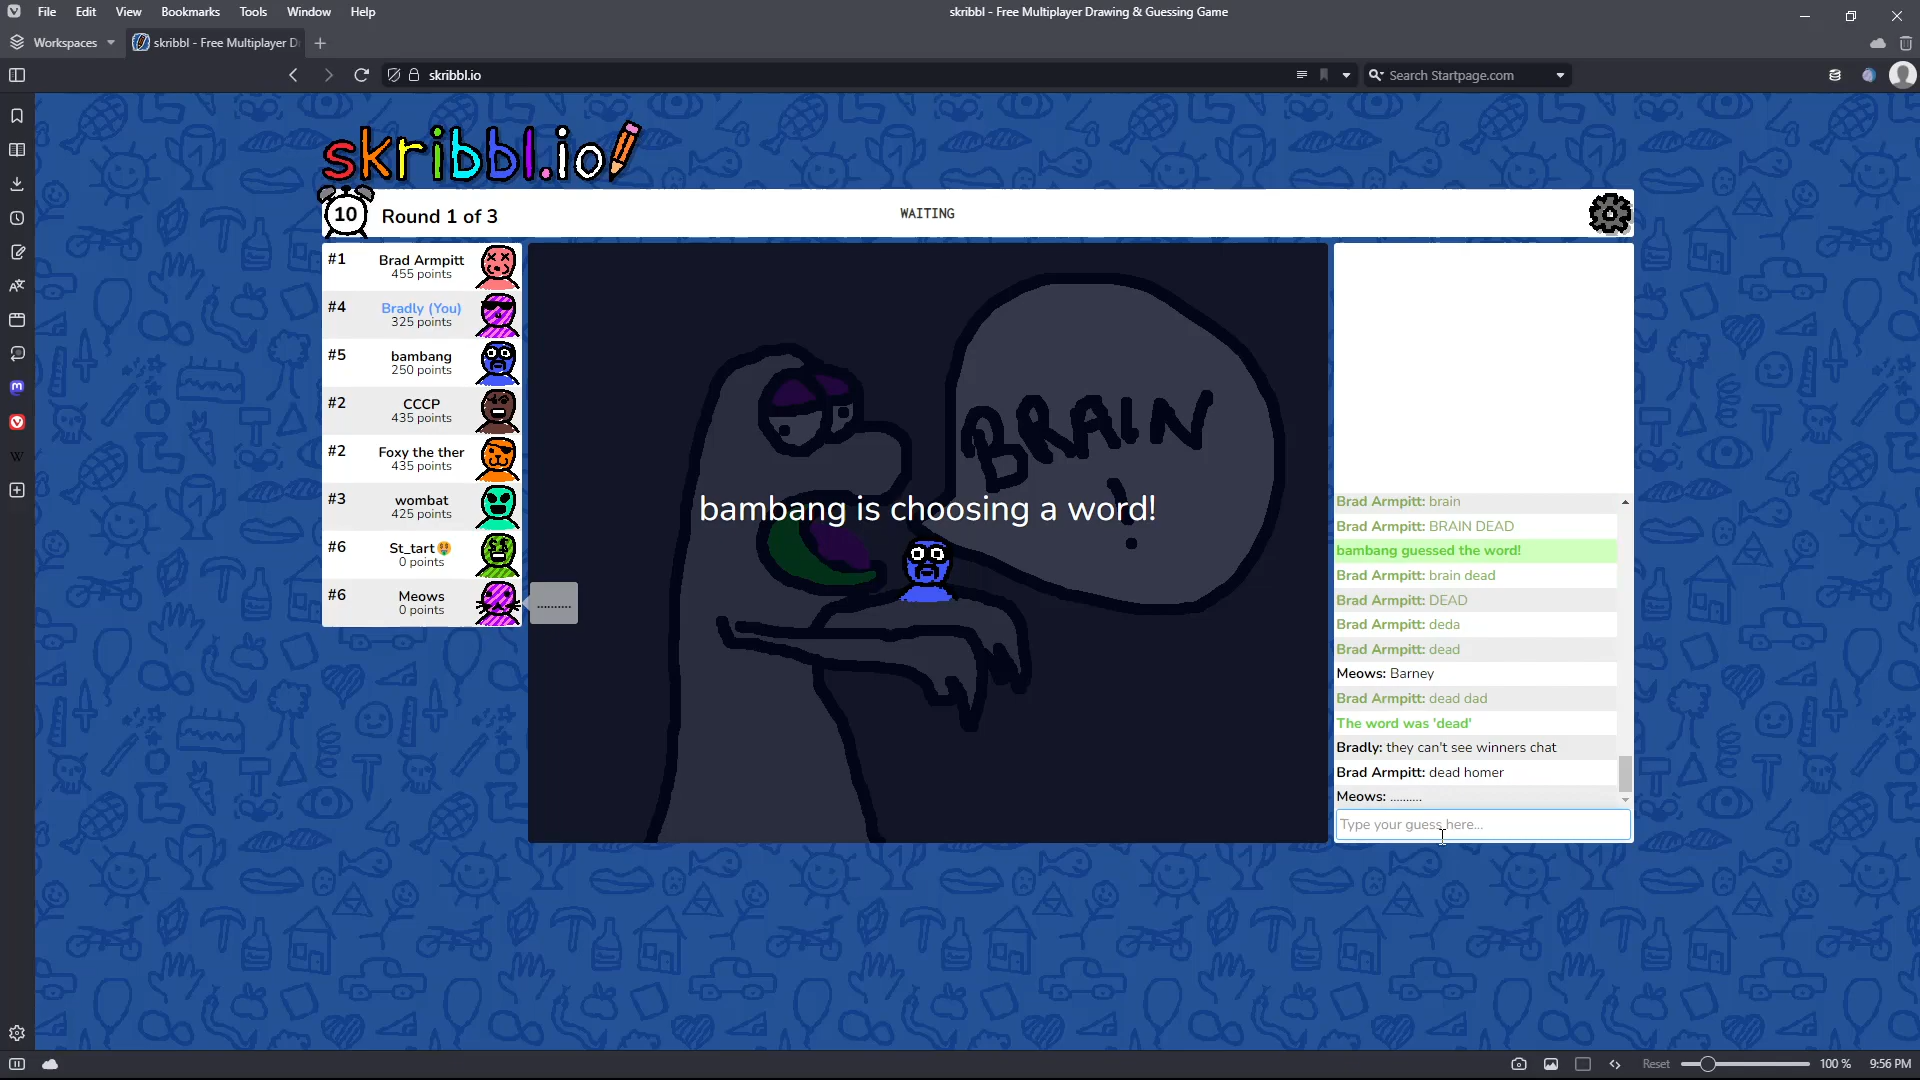 File Edit View Bookmarks Tools Window Help
skribbl - Free Multiplayer Drawing & Guessing Game
Workspaces
skribbl - Free Multiplayer D
skribbl.io
Search Startpage.com
skribbl.io
10
Round 1 of 3
WAITING
#1 Brad Armpitt
455 points
#4 Bradly (You)
325 points
#5 bambang
250 points
#2 CCCP
435 points
#2 Foxy the ther
435 points
#3 wombat
425 points
#6 St_tart🤑
0 points
#6 Meows
0 points
..........
BRAIN
!
bambang is choosing a word!
Brad Armpitt: brain
Brad Armpitt: BRAIN DEAD
bambang guessed the word!
Brad Armpitt: brain dead
Brad Armpitt: DEAD
Brad Armpitt: deda
Brad Armpitt: dead
Meows: Barney
Brad Armpitt: dead dad
The word was 'dead'
Bradly: they can't see winners chat
Brad Armpitt: dead homer
Meows: ..........
Type your guess here...
Reset 100 % 9:56 PM